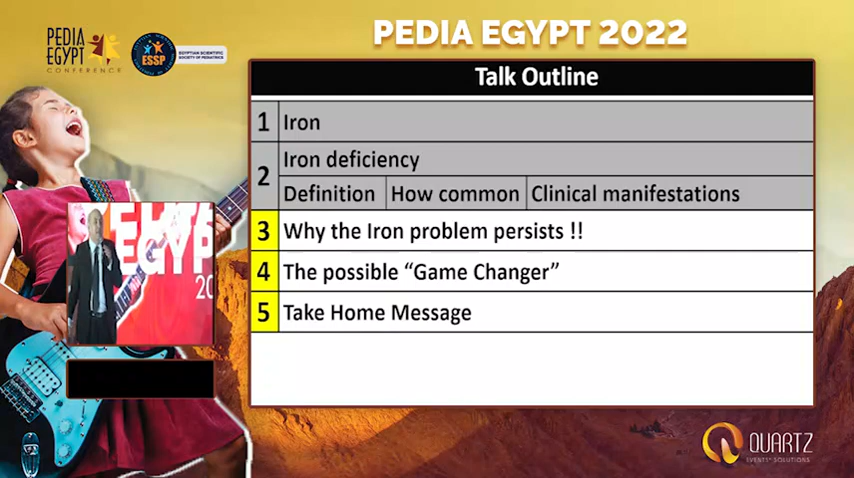 PEDIA EGYPT 2022
PEDIA
EGYPT
CONFERENCE
ESSP
EGYPTIAN SCIENTIFIC
SOCIETY OF PEDIATRICS
Talk Outline
1 Iron
2 Iron deficiency
Definition How common Clinical manifestations
3 Why the Iron problem persists !!
4 The possible “Game Changer”
5 Take Home Message
EGYP
20
QUARTZ
EVENTS SOLUTIONS